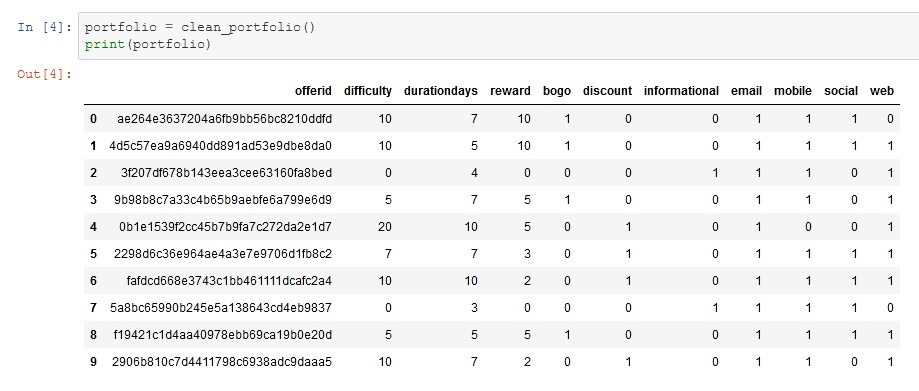 In [4]: portfolio = clean_portfolio()
print(portfolio)
Out[4]:
offerid difficulty durationdays reward bogo discount informational email mobile social web
0 ae264e3637204a6fb9bb56bc8210ddfd 10 7 10 1 0 0 1 1 1 0
1 4d5c57ea9a6940dd891ad53e9dbe8da0 10 5 10 1 0 0 1 1 1 1
2 3f207df678b143eea3cee63160fa8bed 0 4 0 0 0 1 1 1 0 1
3 9b98b8c7a33c4b65b9aebfe6a799e6d9 5 7 5 1 0 0 1 1 0 1
4 0b1e1539f2cc45b7b9fa7c272da2e1d7 20 10 5 0 1 0 1 0 0 1
5 2298d6c36e964ae4a3e7e9706d1fb8c2 7 7 3 0 1 0 1 1 1 1
6 fafdcd668e3743c1bb461111dcafc2a4 10 10 2 0 1 0 1 1 1 1
7 5a8bc65990b245e5a138643cd4eb9837 0 3 0 0 0 1 1 1 1 0
8 f19421c1d4aa40978ebb69ca19b0e20d 5 5 5 1 0 0 1 1 1 1
9 2906b810c7d4411798c6938adc9daaa5 10 7 2 0 1 0 1 1 0 1